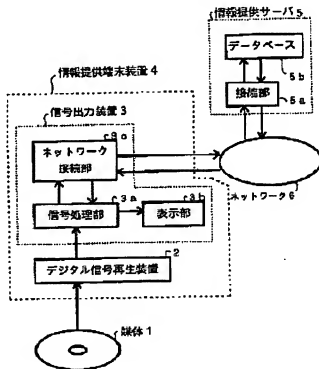 情報提供サーバ5
データベース
5b
接続部
5a
情報提供端末装置4
信号出力装置3
3c
ネットワーク
接続部
信号処理部
3a
3b
表示部
ネットワーク6
2
デジタル信号再生装置
媒体1